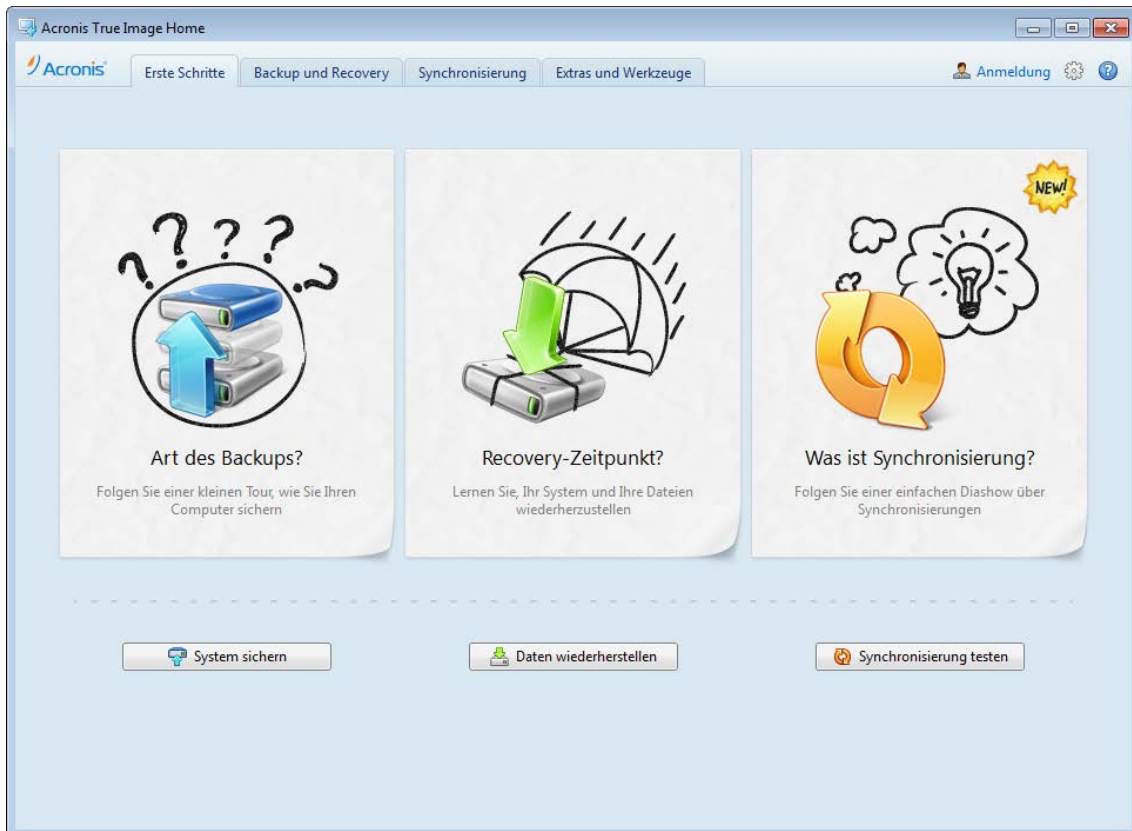 Acronis True Image Home
Acronis
Erste Schritte
Backup und Recovery
Synchronisierung
Extras und Werkzeuge
Anmeldung
NEW!
Art des Backups?
Folgen Sie einer kleinen Tour, wie Sie Ihren
Computer sichern
Recovery-Zeitpunkt?
Lernen Sie, Ihr System und Ihre Dateien
wiederherzustellen
Was ist Synchronisierung?
Folgen Sie einer einfachen Diashow über
Synchronisierungen
System sichern
Daten wiederherstellen
Synchronisierung testen